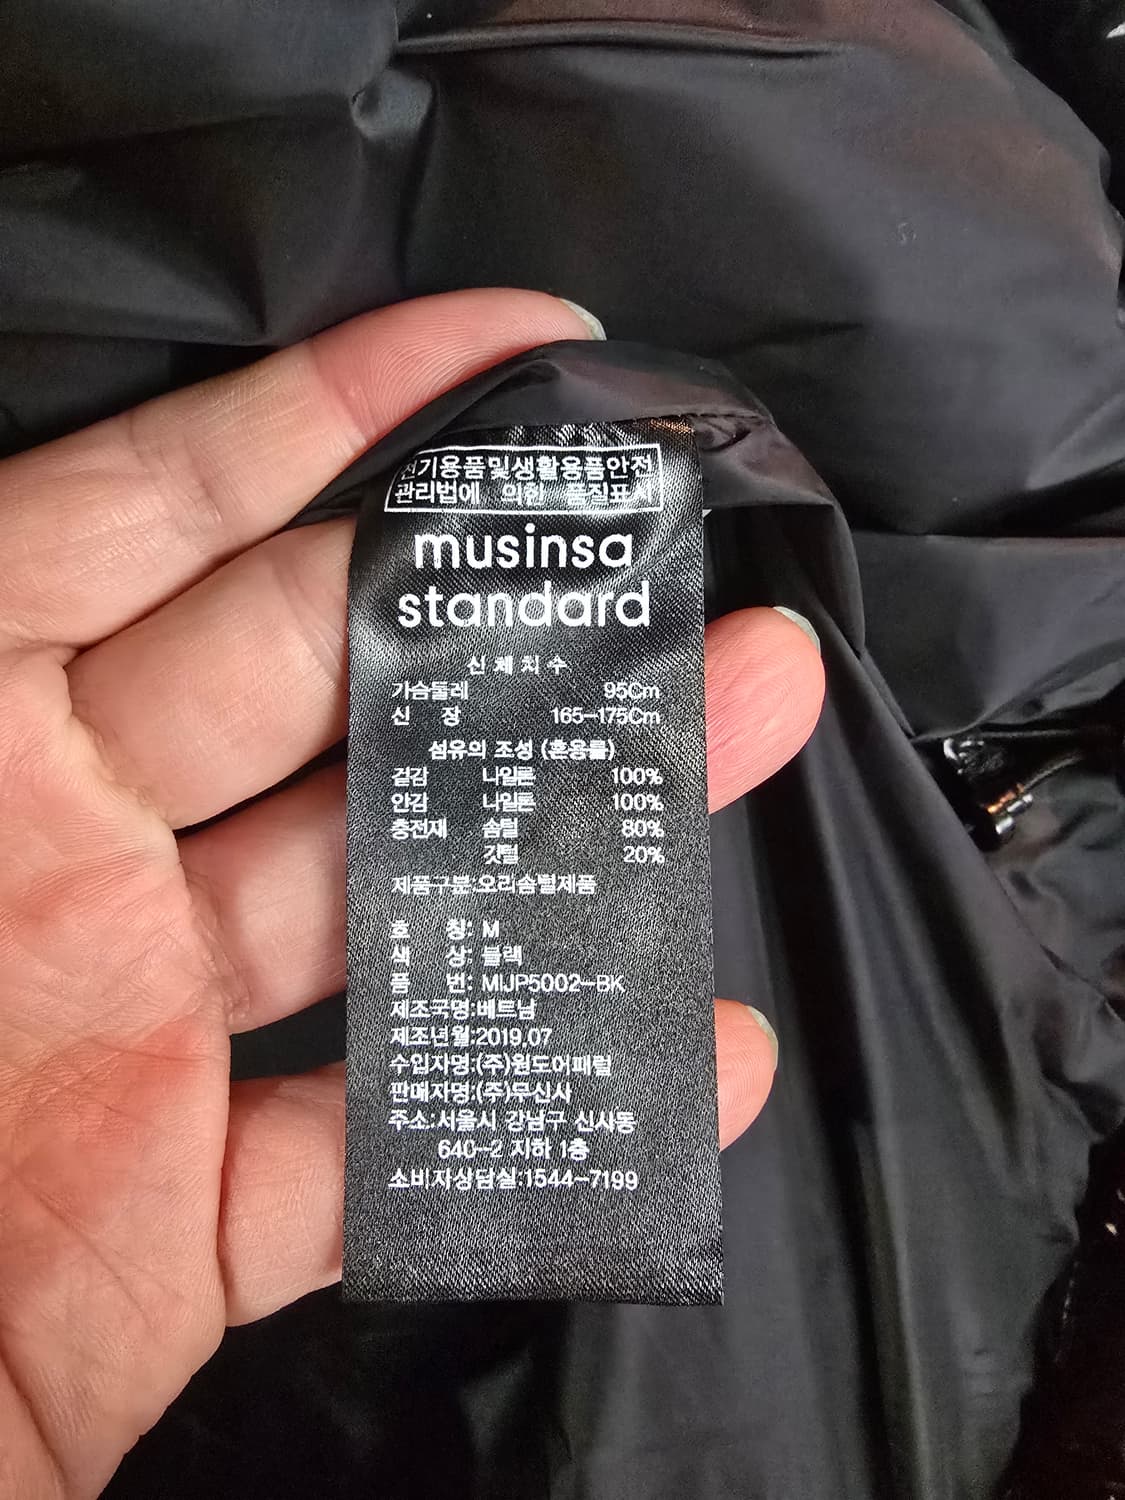 전기용품및생활용품안전
관리법에 의한 품질표시
musinsa
standard
신체치수
가슴둘레 95Cm
신 장 165-175Cm
섬유의 조성 (혼용률)
겉감 나일론 100%
안감 나일론 100%
충전재 솜털 80%
깃털 20%
제품구분:오리솜털제품
호 칭: M
색 상: 블랙
품 번: MIJP5002-BK
제조국명:베트남
제조년월:2019.07
수입자명:(주)원도어패럴
판매자명:(주)무신사
주소:서울시 강남구 신사동
640-2 지하 1층
소비자상담실:1544-7199